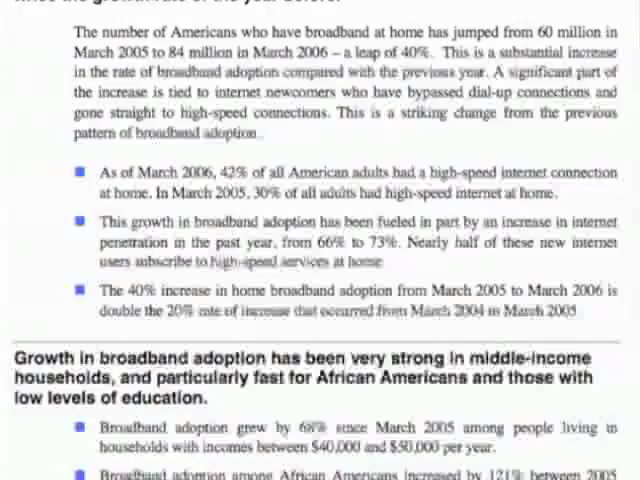 The number of Americans who have broadband at home has jumped from 60 million in
March 2005 to 84 million in March 2006 – a leap of 40%. This is a substantial increase
in the rate of broadband adoption compared with the previous year. A significant part of
the increase is tied to internet newcomers who have bypassed dial-up connections and
gone straight to high-speed connections. This is a striking change from the previous
pattern of broadband adoption.
As of March 2006, 42% of all American adults had a high-speed internet connection
at home. In March 2005, 30% of all adults had high-speed internet at home.
This growth in broadband adoption has been fueled in part by an increase in internet
penetration in the past year, from 66% to 73%. Nearly half of these new internet
users subscribe to high-speed services at home
The 40% increase in home broadband adoption from March 2005 to March 2006 is
double the 20% rate of increase that occurred from March 2004 to March 2005
Growth in broadband adoption has been very strong in middle-income
households, and particularly fast for African Americans and those with
low levels of education.
Broadband adoption grew by 68% since March 2005 among people living in
households with incomes between $40,000 and $50,000 per year.
Broadband adoption among African Americans increased by 121% between 2005